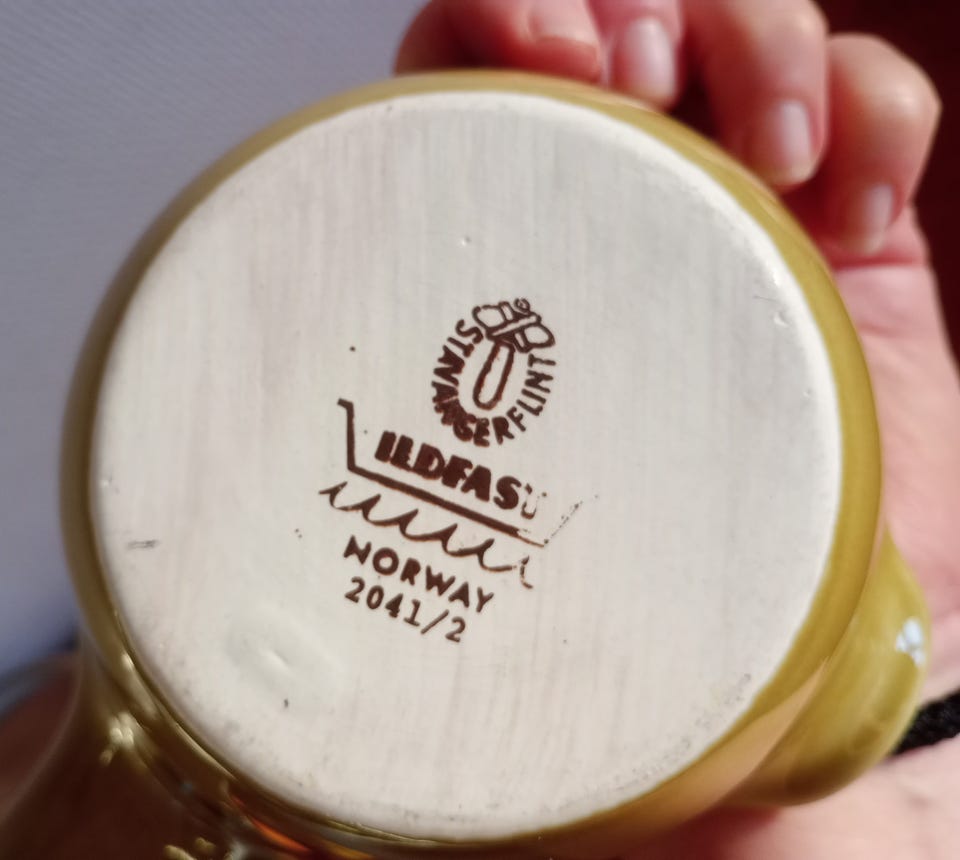 STAVANGERFLINT
ILDFAST
NORWAY
2041/2